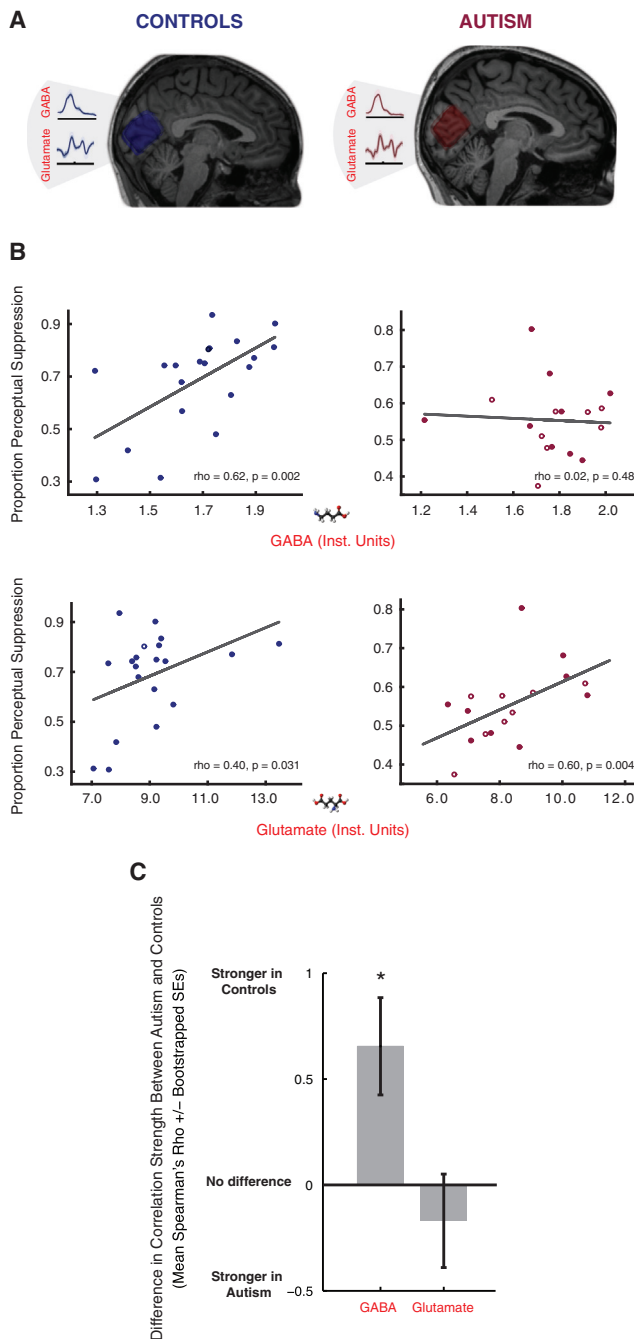 A
CONTROLS
AUTISM
GABA
Glutamate
GABA
Glutamate
B
Proportion Perceptual Suppression
0.9
0.7
0.5
0.3
rho = 0.62, p = 0.002
1.3 1.5 1.7 1.9
0.8
0.7
0.6
0.5
0.4
rho = 0.02, p = 0.48
1.2 1.4 1.6 1.8 2.0
GABA (Inst. Units)
Proportion Perceptual Suppression
0.9
0.7
0.5
0.3
rho = 0.40, p = 0.031
7.0 9.0 11.0 13.0
0.8
0.7
0.6
0.5
0.4
rho = 0.60, p = 0.004
6.0 8.0 10.0 12.0
Glutamate (Inst. Units)
C
Difference in Correlation Strength Between Autism and Controls
(Mean Spearman's Rho +/− Bootstrapped SEs)
Stronger in
Controls
No difference
Stronger in
Autism
1
0.5
0
−0.5
*
GABA Glutamate